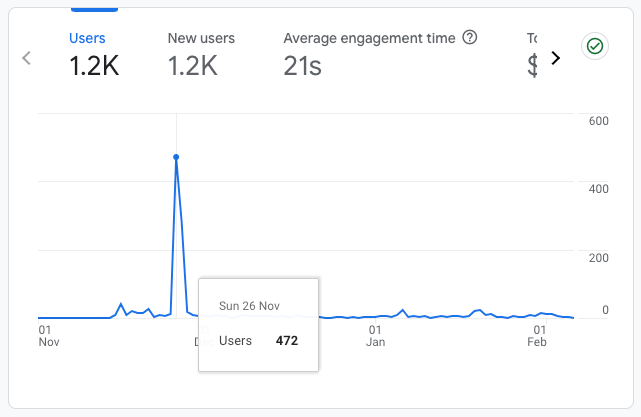 Users
New users
Average engagement time
1.2K
1.2K
21s
$
600
400
200
0
Sun 26 Nov
Users 472
01
Nov
01
Jan
01
Feb